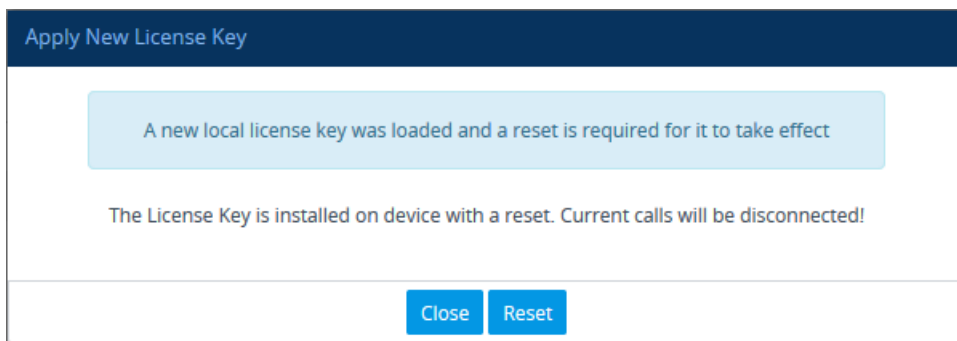 Apply New License Key
A new local license key was loaded and a reset is required for it to take effect
The License Key is installed on device with a reset. Current calls will be disconnected!
Close Reset